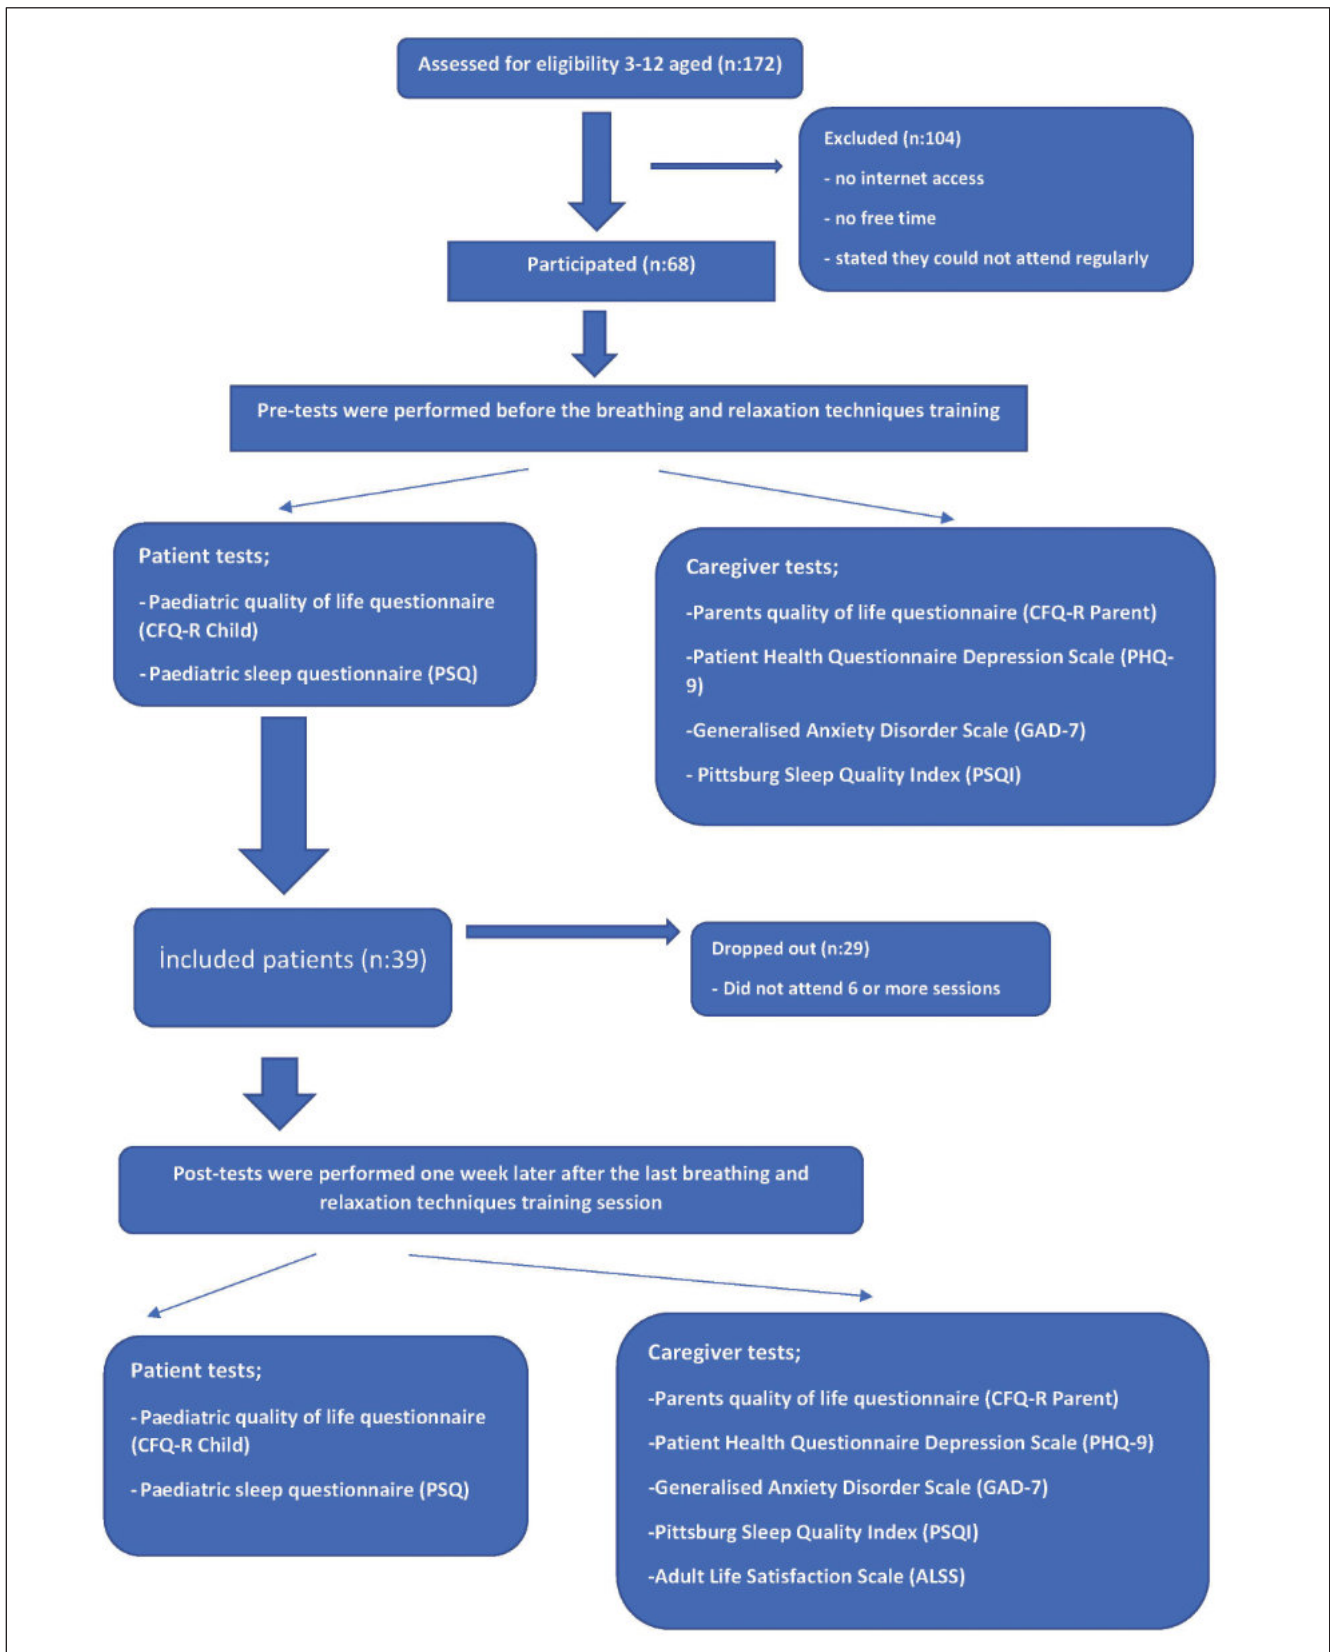 Assessed for eligibility 3-12 aged (n:172)
Excluded (n:104)
- no internet access
- no free time
- stated they could not attend regularly
Participated (n:68)
Pre-tests were performed before the breathing and relaxation techniques training
Patient tests;
- Paediatric quality of life questionnaire
(CFQ-R Child)
- Paediatric sleep questionnaire (PSQ)
Caregiver tests;
-Parents quality of life questionnaire (CFQ-R Parent)
-Patient Health Questionnaire Depression Scale (PHQ-
9)
-Generalised Anxiety Disorder Scale (GAD-7)
- Pittsburg Sleep Quality Index (PSQI)
İncluded patients (n:39)
Dropped out (n:29)
- Did not attend 6 or more sessions
Post-tests were performed one week later after the last breathing and
relaxation techniques training session
Patient tests;
- Paediatric quality of life questionnaire
(CFQ-R Child)
- Paediatric sleep questionnaire (PSQ)
Caregiver tests;
-Parents quality of life questionnaire (CFQ-R Parent)
-Patient Health Questionnaire Depression Scale (PHQ-9)
-Generalised Anxiety Disorder Scale (GAD-7)
-Pittsburg Sleep Quality Index (PSQI)
-Adult Life Satisfaction Scale (ALSS)